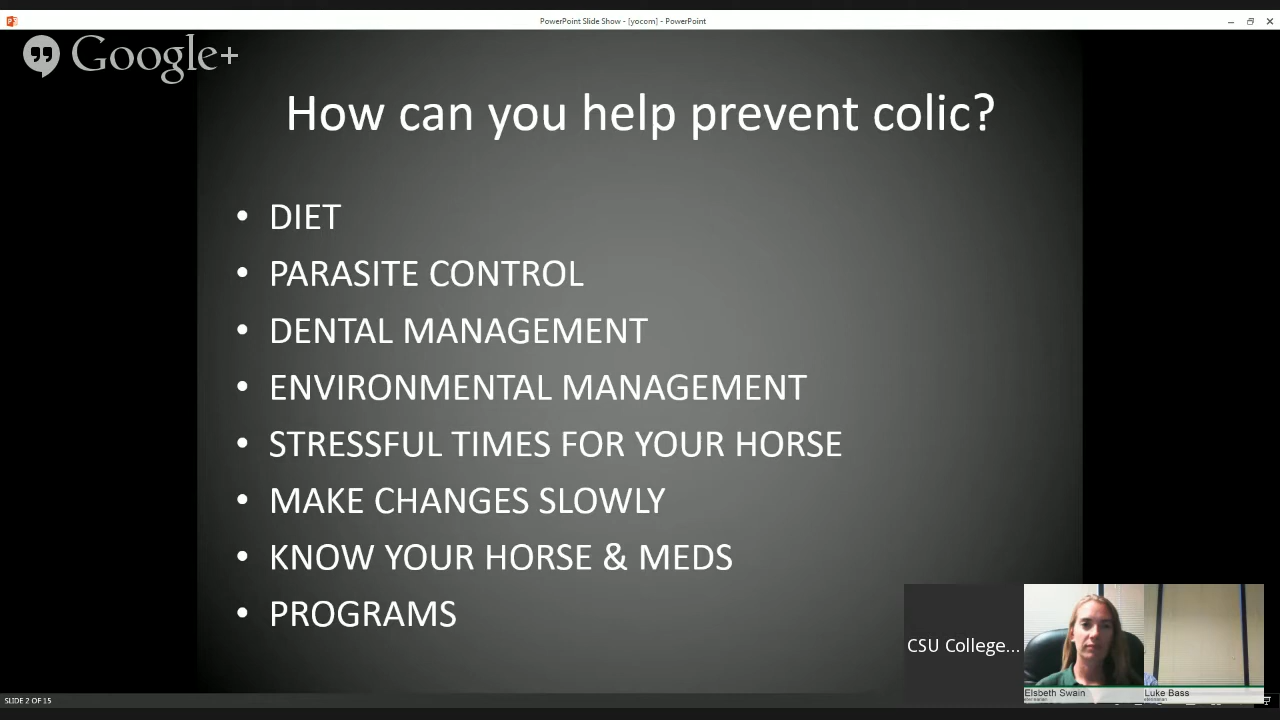 PowerPoint Slide Show - [yocom] - PowerPoint
Google+
How can you help prevent colic?
• DIET
• PARASITE CONTROL
• DENTAL MANAGEMENT
• ENVIRONMENTAL MANAGEMENT
• STRESSFUL TIMES FOR YOUR HORSE
• MAKE CHANGES SLOWLY
• KNOW YOUR HORSE & MEDS
• PROGRAMS
CSU College...
Elsbeth Swain
Luke Bass
SLIDE 2 OF 15